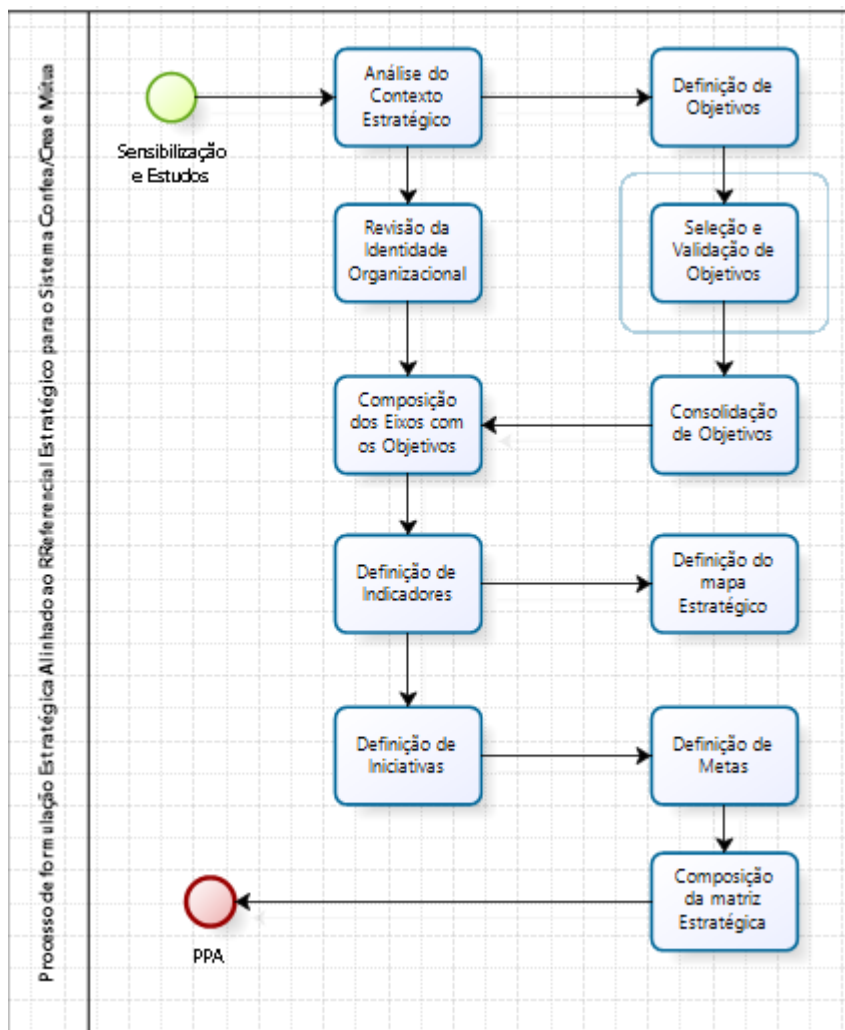 Processo de formulação Estratégica Alinhado ao RReferencial Estratégico para o Sistema Confea/Crea e Mútua
Sensibilização
e Estudos
Análise do
Contexto
Estratégico
Definição de
Objetivos
Revisão da
Identidade
Organizacional
Seleção e
Validação de
Objetivos
Composição
dos Eixos com
os Objetivos
Consolidação
de Objetivos
Definição de
Indicadores
Definição do
mapa
Estratégico
Definição de
Iniciativas
Definição de
Metas
Composição
da matriz
Estratégica
PPA